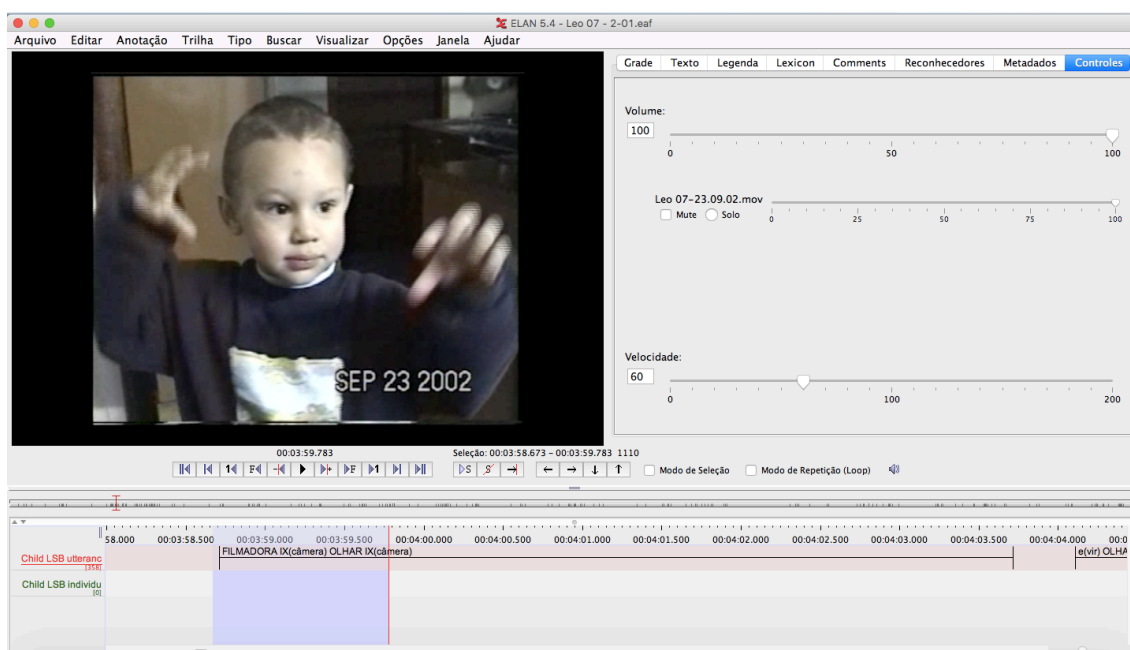 ELAN 5.4 - Leo 07 - 2-01.eaf
Arquivo Editar Anotação Trilha Tipo Buscar Visualizar Opções Janela Ajudar
Grade Texto Legenda Lexicon Comments Reconhecedores Metadados Controles
Volume:
100
0 50 100
Leo 07-23.09.02.mov
Mute Solo
0 25 50 75 100
SEP 23 2002
Velocidade:
60
0 100 200
00:03:59.783
Seleção: 00:03:58.673 - 00:03:59.783 1110
Modo de Seleção Modo de Repetição (Loop)
58.000 00:03:58.500 00:03:59.000 00:03:59.500 00:04:00.000 00:04:00.500 00:04:01.000 00:04:01.500 00:04:02.000 00:04:02.500 00:04:03.000 00:04:03.500 00:04:04.000 00:0
FILMADORA IX(câmera) OLHAR IX(câmera) e(vir) OLHA
Child LSB utteranc
[358]
Child LSB individu
[0]